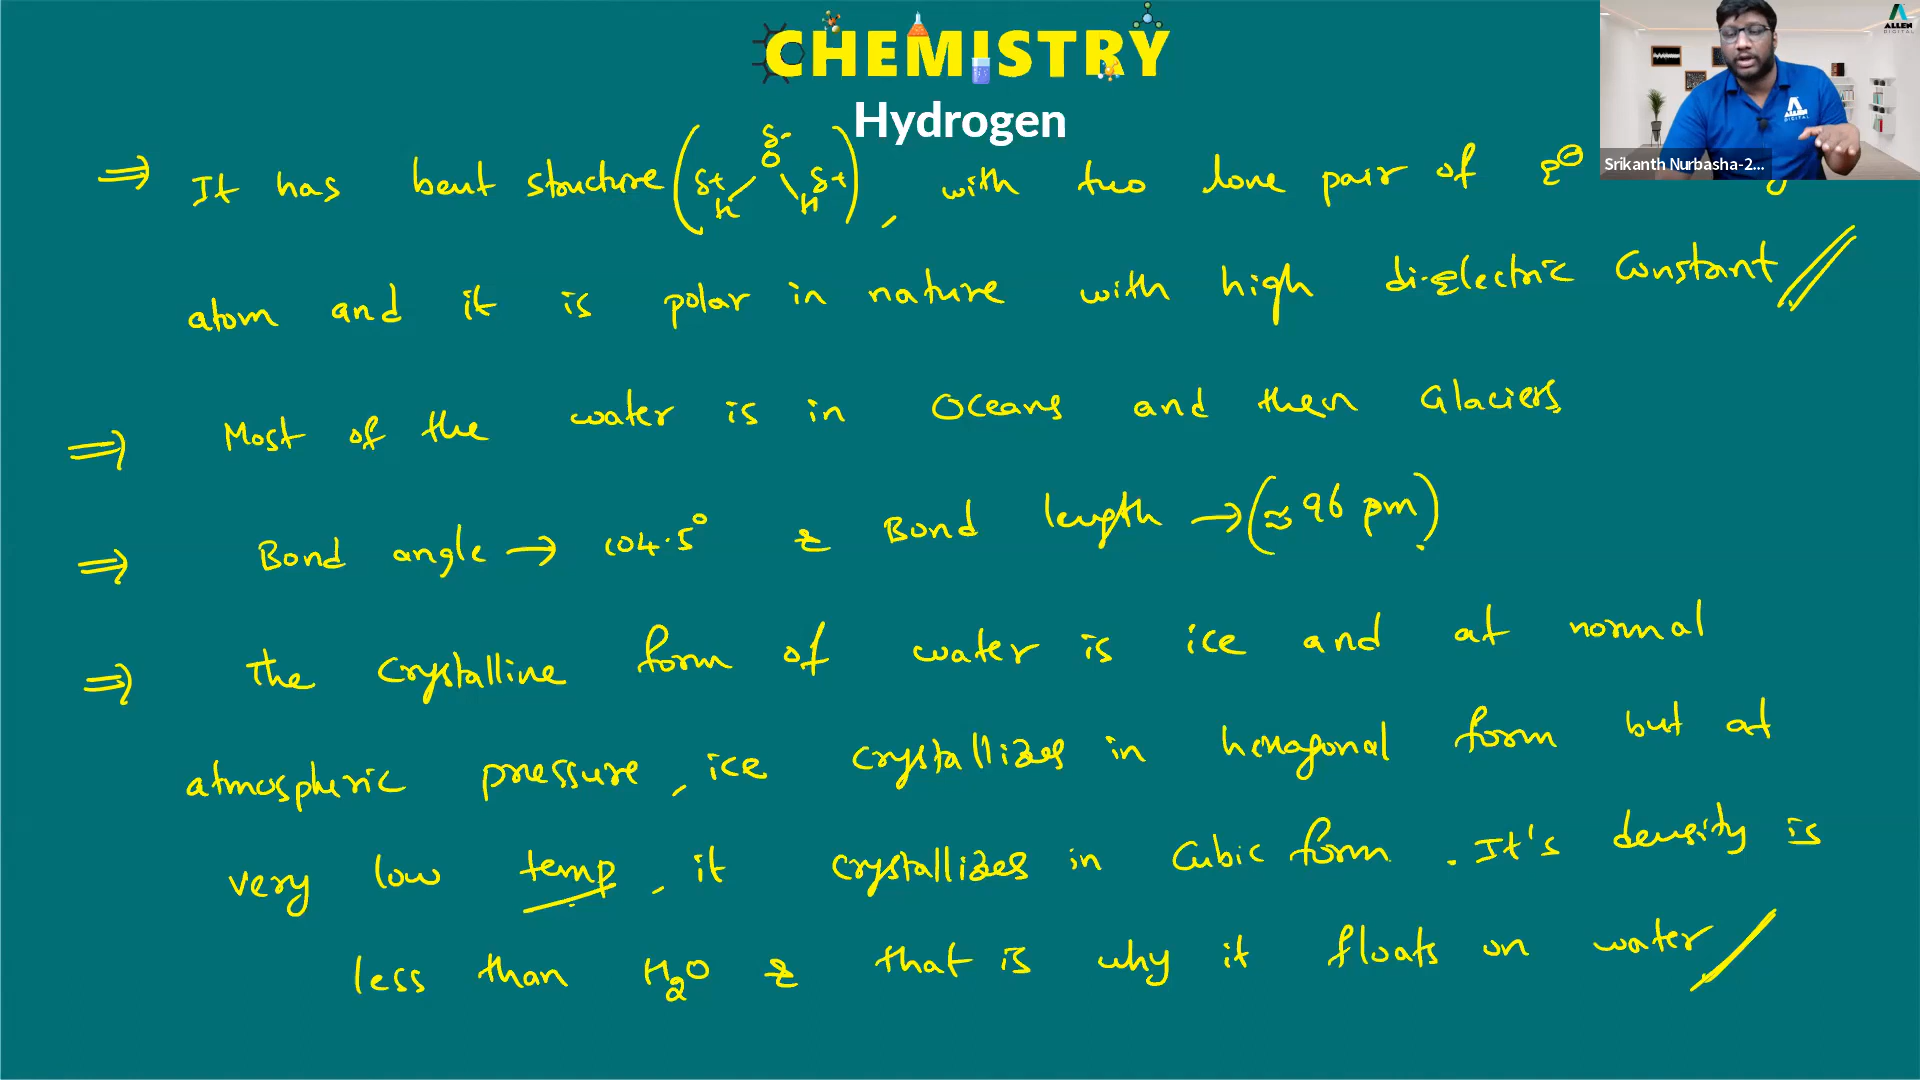 CHEMISTRY
Hydrogen
ALLEN
DIGITAL
ALLEN
DIGITAL
Srikanth Nurbasha-2...
⇒ It has bent structure (δ+ H δ- O δ+ H), with two lone pair of e⊖
atom and it is polar in nature with high di-electric Constant //
⇒ Most of the water is in Oceans and then Glaciers
⇒ Bond angle → 104.5° & Bond length → (≈ 96 pm)
⇒ The Crystalline form of water is ice and at normal
atmospheric pressure, ice crystallizes in hexagonal form but at
very low temp, it crystallizes in Cubic form. It's density is
less than H₂O & that is why it floats on water /